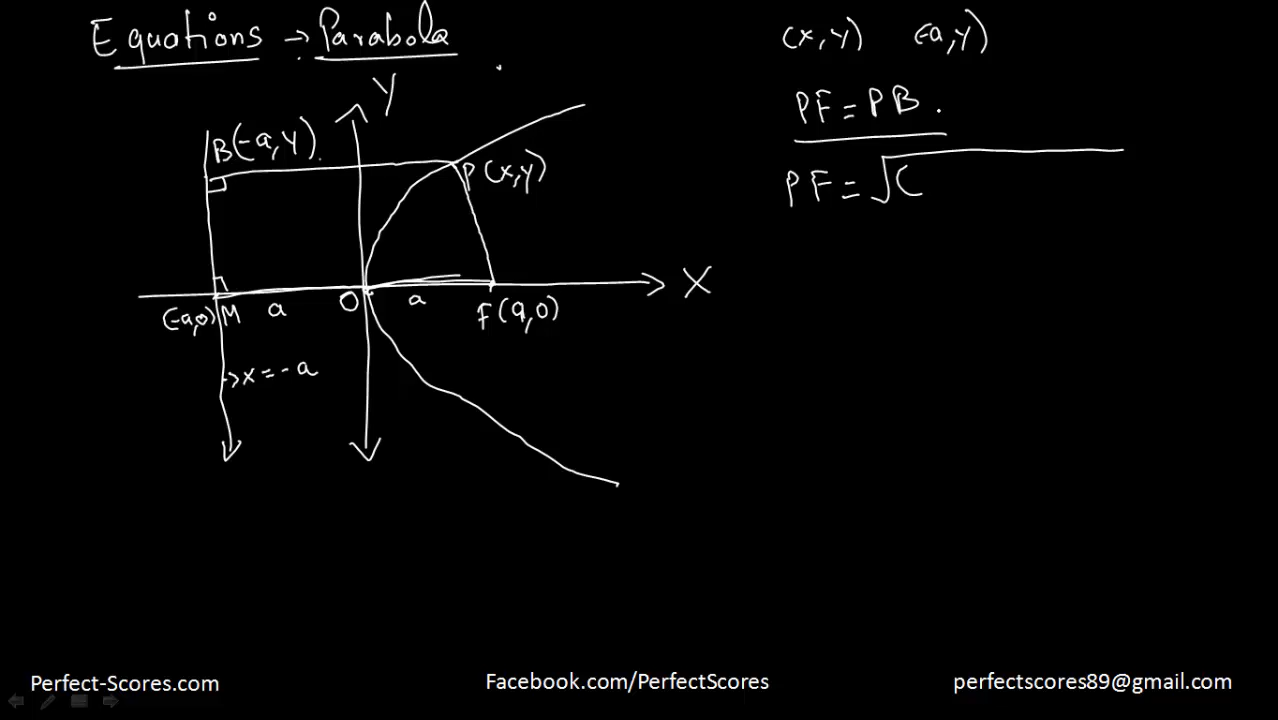 Equations → Parabola
(x,y) (-a,y)
Y
PF = PB.
B(-a,y)
P(x,y)
PF = √(
X
(-a,0) M a O a F(a,0)
→ x = -a
Perfect-Scores.com Facebook.com/PerfectScores perfectscores89@gmail.com